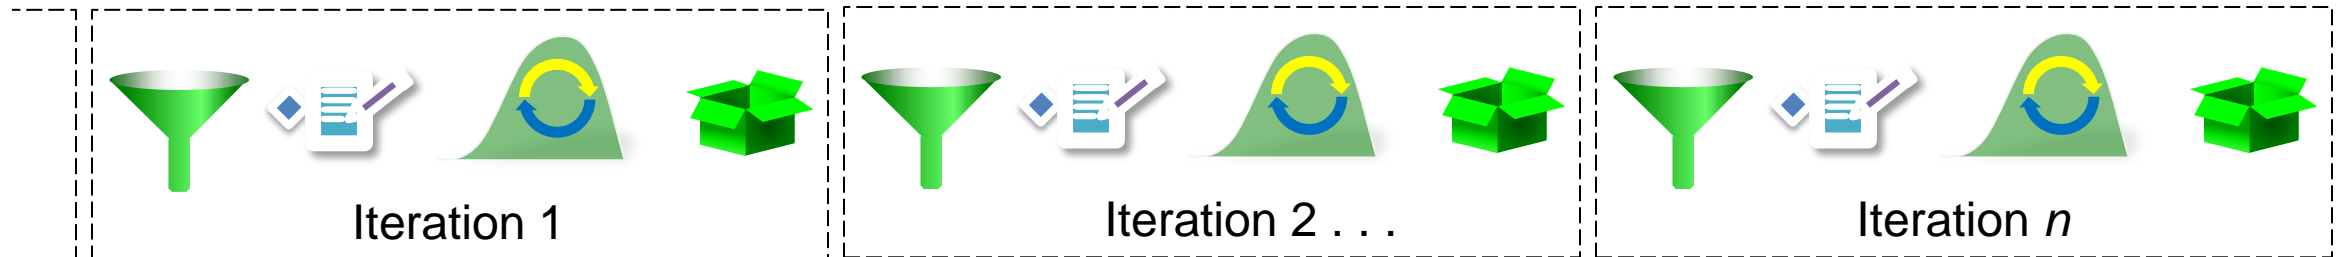 Iteration 1
Iteration 2 . . .
Iteration n